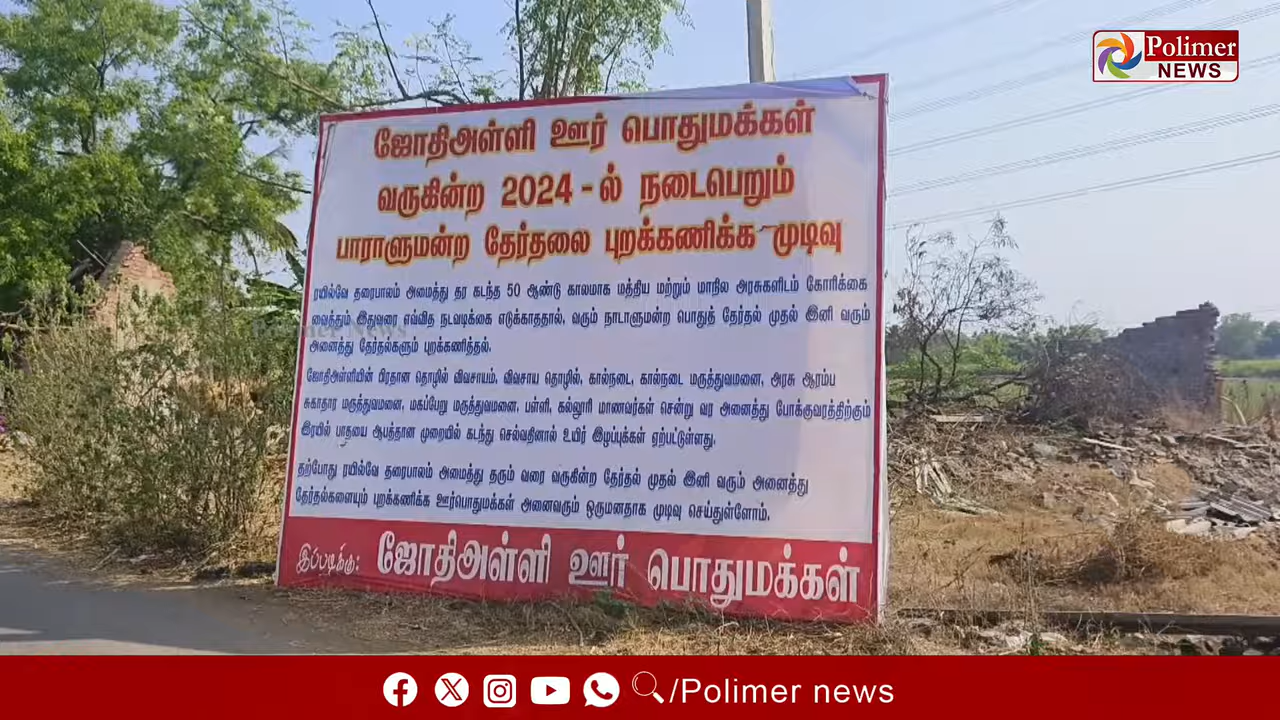 Polimer
NEWS
ஜோதிஅள்ளி ஊர் பொதுமக்கள்
வருகின்ற 2024 - ல் நடைபெறும்
பாராளுமன்ற தேர்தலை புறக்கணிக்க முடிவு
ரயில்வே தரைபாலம் அமைத்து தர கடந்த 50 ஆண்டு காலமாக மத்திய மற்றும் மாநில அரசுகளிடம் கோரிக்கை
வைத்தும் இதுவரை எவ்வித நடவடிக்கை எடுக்காததால், வரும் நாடாளுமன்ற பொதுத் தேர்தல் முதல் இனி வரும்
அனைத்து தேர்தல்களும் புறக்கணித்தல்.
ஜோதிஅள்ளியின் பிரதான தொழில் விவசாயம், விவசாய தொழில், கால்நடை, கால்நடை மருத்துவமனை, அரசு ஆரம்ப
சுகாதார மருத்துவமனை, மகப்பேறு மருத்துவமனை, பள்ளி, கல்லூரி மாணவர்கள் சென்று வர அனைத்து போக்குவரத்திற்கும்
இரயில் பாதையை ஆபத்தான முறையில் கடந்து செல்வதினால் உயிர் இழப்புக்கள் ஏற்பட்டுள்ளது.
தற்போது ரயில்வே தரைபாலம் அமைத்து தரும் வரை வருகின்ற தேர்தல் முதல் இனி வரும் அனைத்து
தேர்தல்களையும் புறக்கணிக்க ஊர்பொதுமக்கள் அனைவரும் ஒருமனதாக முடிவு செய்துள்ளோம்.
இப்படிக்கு: ஜோதிஅள்ளி ஊர் பொதுமக்கள்
Polimer News
/Polimer news